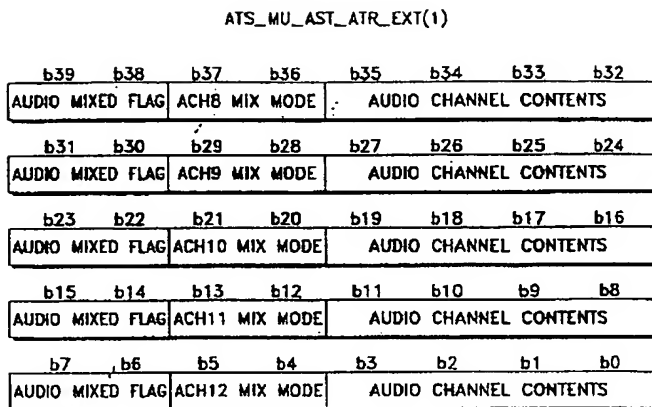 ATS_MU_AST_ATR_EXT(1)
b39 b38 b37 b36 b35 b34 b33 b32
AUDIO MIXED FLAG ACH8 MIX MODE AUDIO CHANNEL CONTENTS
b31 b30 b29 b28 b27 b26 b25 b24
AUDIO MIXED FLAG ACH9 MIX MODE AUDIO CHANNEL CONTENTS
b23 b22 b21 b20 b19 b18 b17 b16
AUDIO MIXED FLAG ACH10 MIX MODE AUDIO CHANNEL CONTENTS
b15 b14 b13 b12 b11 b10 b9 b8
AUDIO MIXED FLAG ACH11 MIX MODE AUDIO CHANNEL CONTENTS
b7 b6 b5 b4 b3 b2 b1 b0
AUDIO MIXED FLAG ACH12 MIX MODE AUDIO CHANNEL CONTENTS